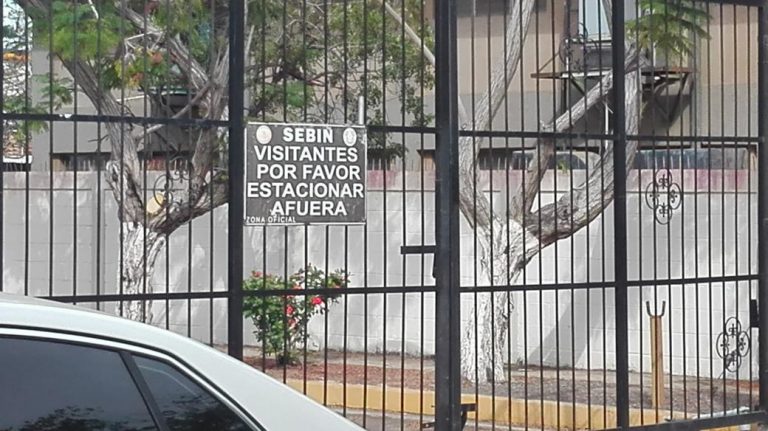 SEBIN
VISITANTES
POR FAVOR
ESTACIONAR
AFUERA
ZONA OFICIAL